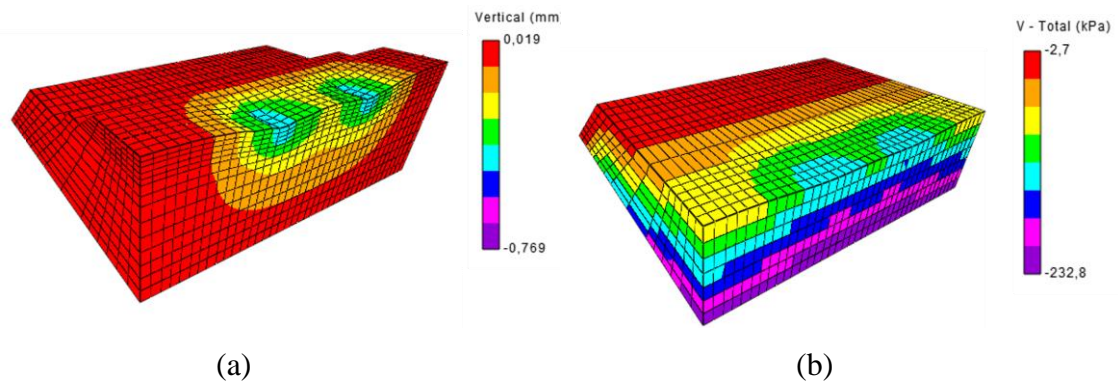 Vertical (mm
0,019
-0,769
V - Total (kPa)
-2,7
-232,8
(a)
(b)